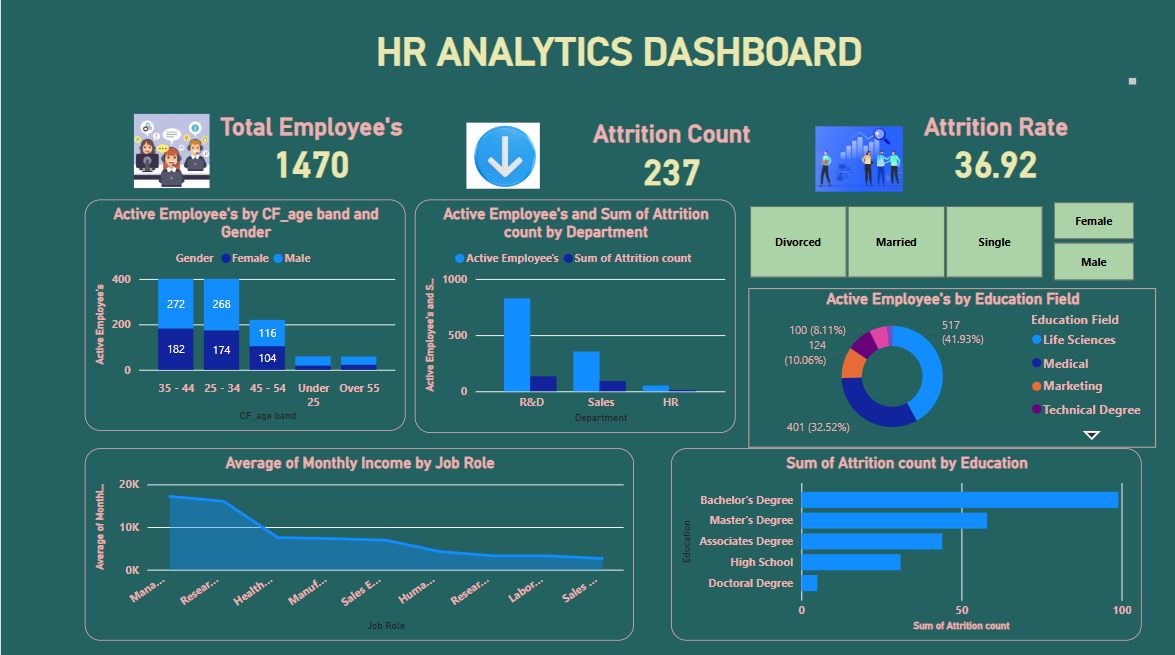 HR ANALYTICS DASHBOARD
Total Employee's
1470
Attrition Count
237
Attrition Rate
36.92
Active Employee's by CF_age band and
Gender
Gender Female Male
Active Employee's
400
200
0
272
182
268
174
116
104
35 - 44
25 - 34
45 - 54
Under
25
Over 55
CF_age band
Active Employee's and Sum of Attrition
count by Department
Active Employee's Sum of Attrition count
Active Employee's and S...
1000
500
0
R&D
Sales
HR
Department
Divorced
Married
Single
Female
Male
Active Employee's by Education Field
100 (8.11%)
124
(10.06%)
401 (32.52%)
517
(41.93%)
Education Field
Life Sciences
Medical
Marketing
Technical Degree
Average of Monthly Income by Job Role
Average of Monthl...
20K
10K
0K
Mana...
Resear...
Health...
Manuf...
Sales E...
Huma...
Resear...
Labor...
Sales ...
Job Role
Sum of Attrition count by Education
Education
Bachelor's Degree
Master's Degree
Associates Degree
High School
Doctoral Degree
0
50
100
Sum of Attrition count